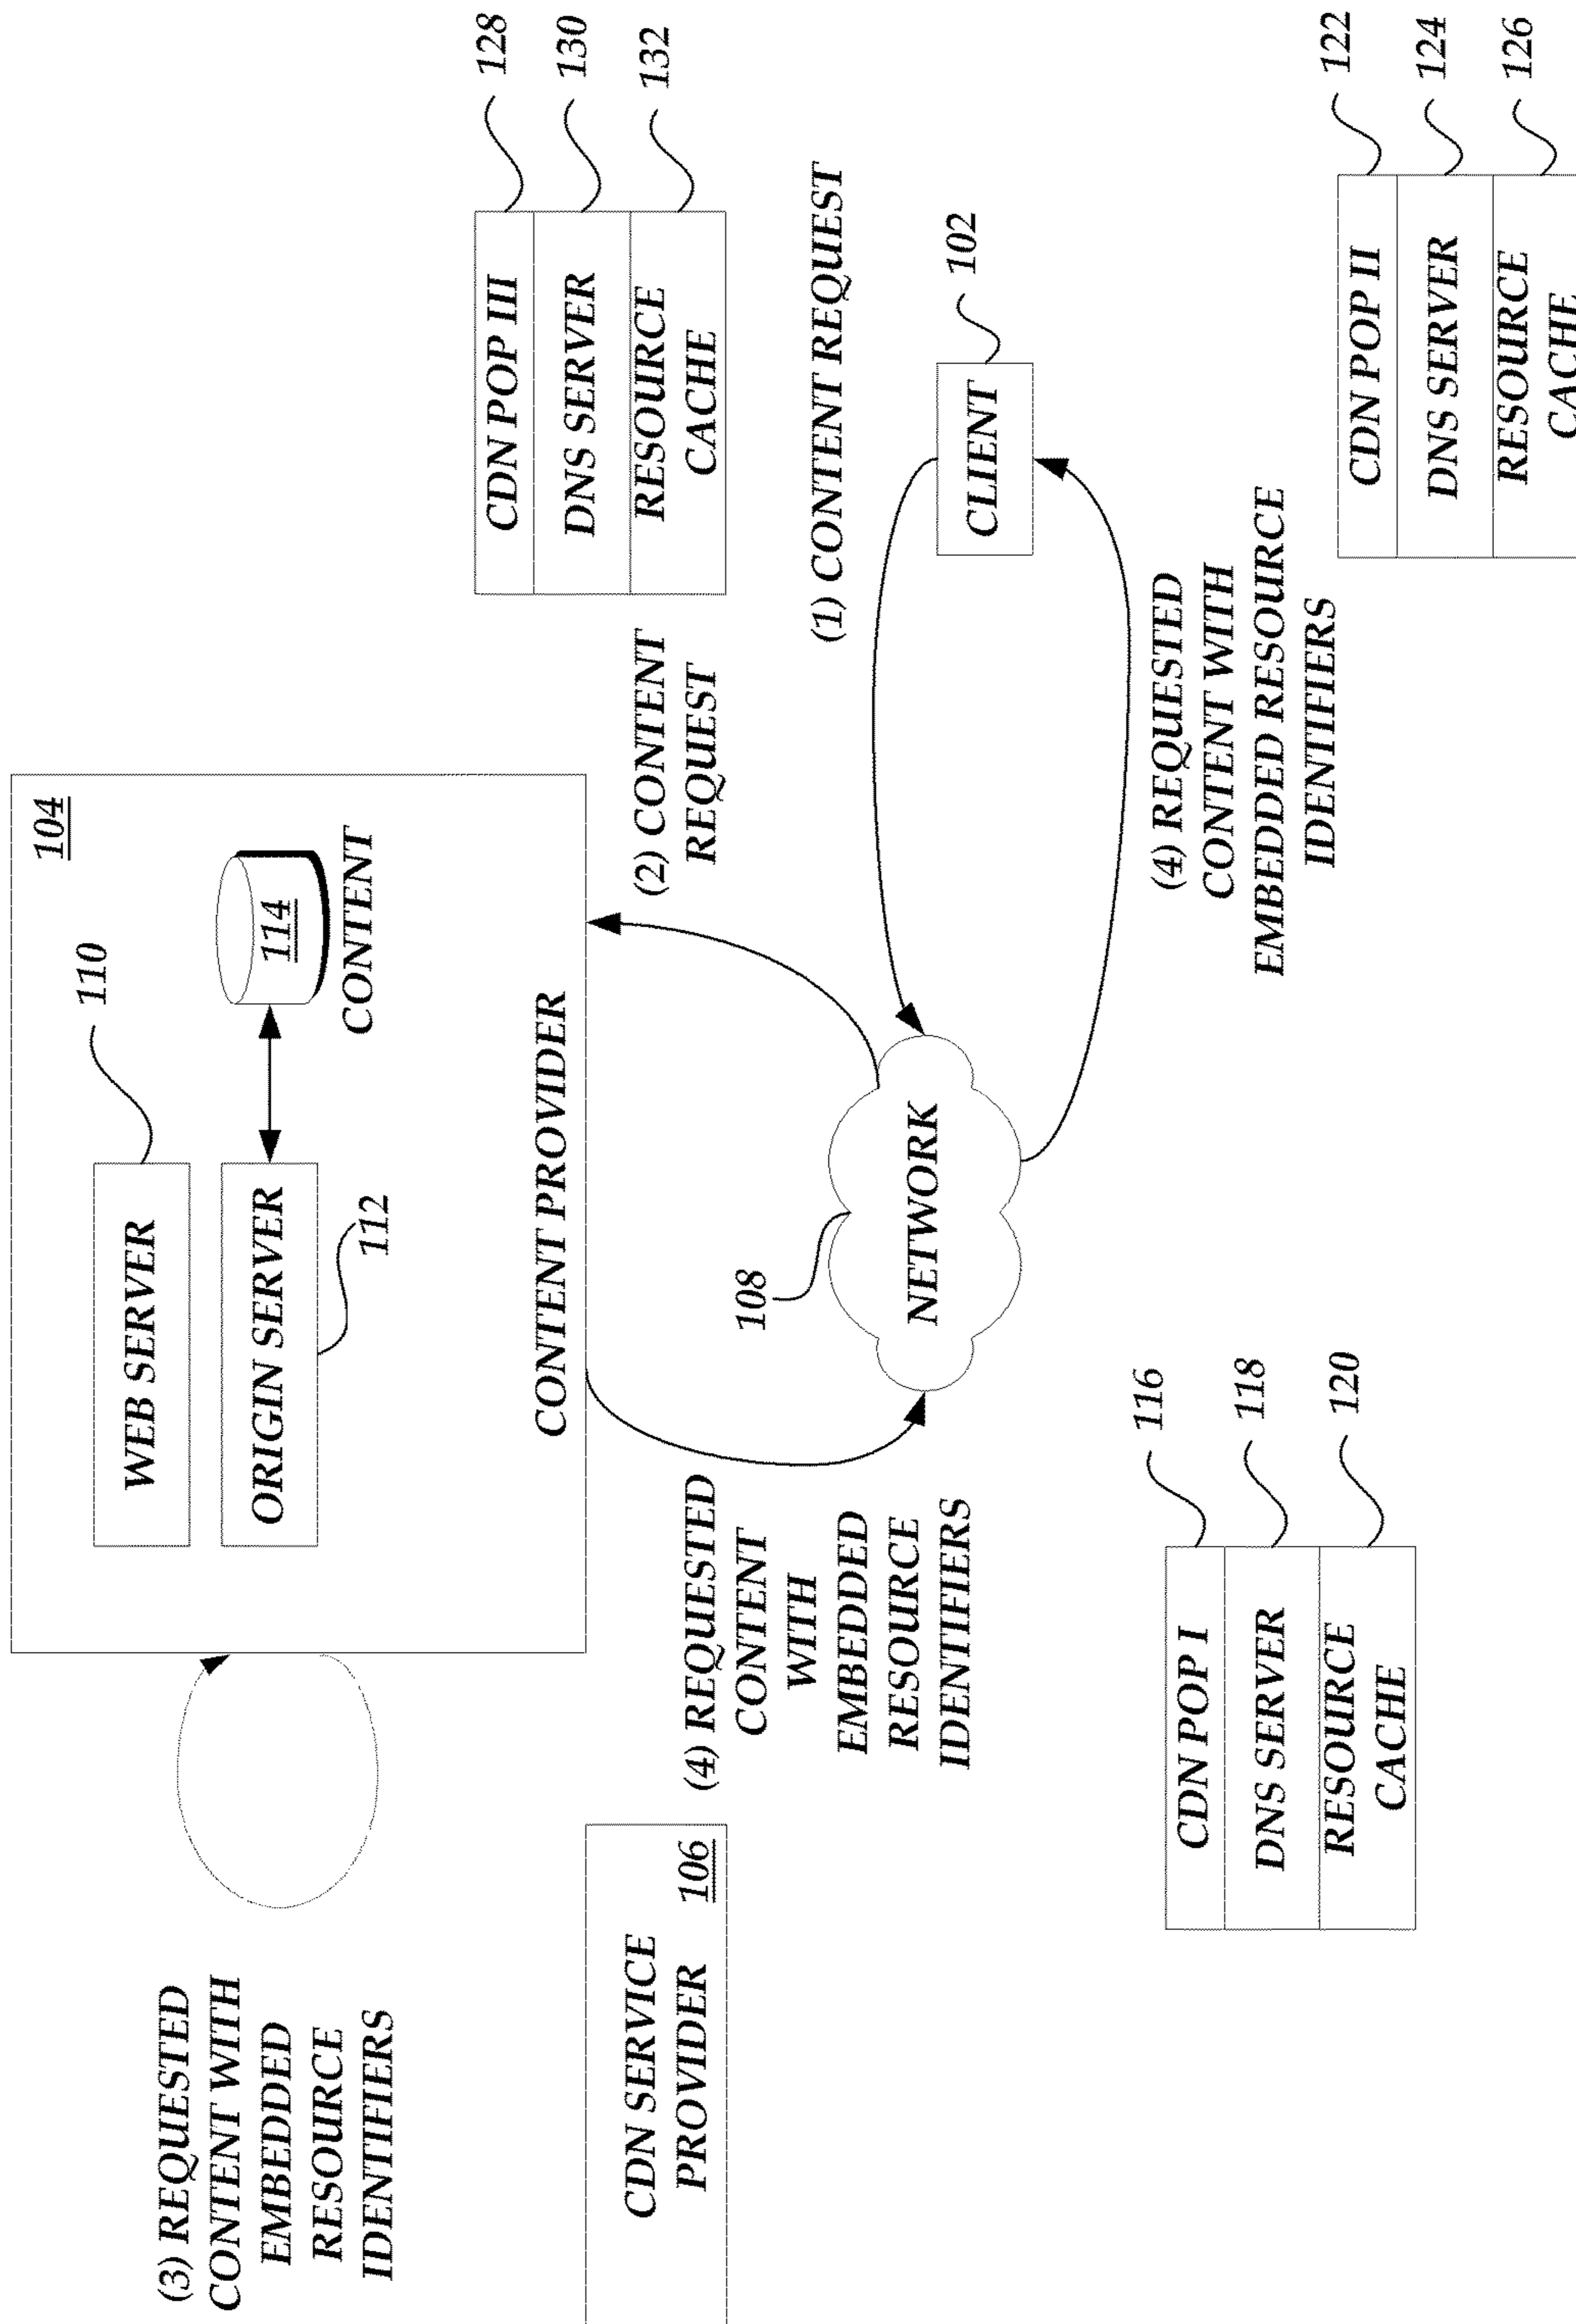 (3) REQUESTED
CONTENT WITH
EMBEDDED
RESOURCE
IDENTIFIERS
104
WEB SERVER
110
ORIGIN SERVER
112
114
CONTENT
CONTENT PROVIDER
CDN SERVICE
PROVIDER
106
(4) REQUESTED
CONTENT
WITH
EMBEDDED
RESOURCE
IDENTIFIERS
(2) CONTENT
REQUEST
CDN POP III
128
DNS SERVER
130
RESOURCE
CACHE
132
108
NETWORK
(1) CONTENT REQUEST
CLIENT
102
(4) REQUESTED
CONTENT WITH
EMBEDDED RESOURCE
IDENTIFIERS
CDN POP I
116
DNS SERVER
118
RESOURCE
CACHE
120
CDN POP II
122
DNS SERVER
124
RESOURCE
CACHE
126